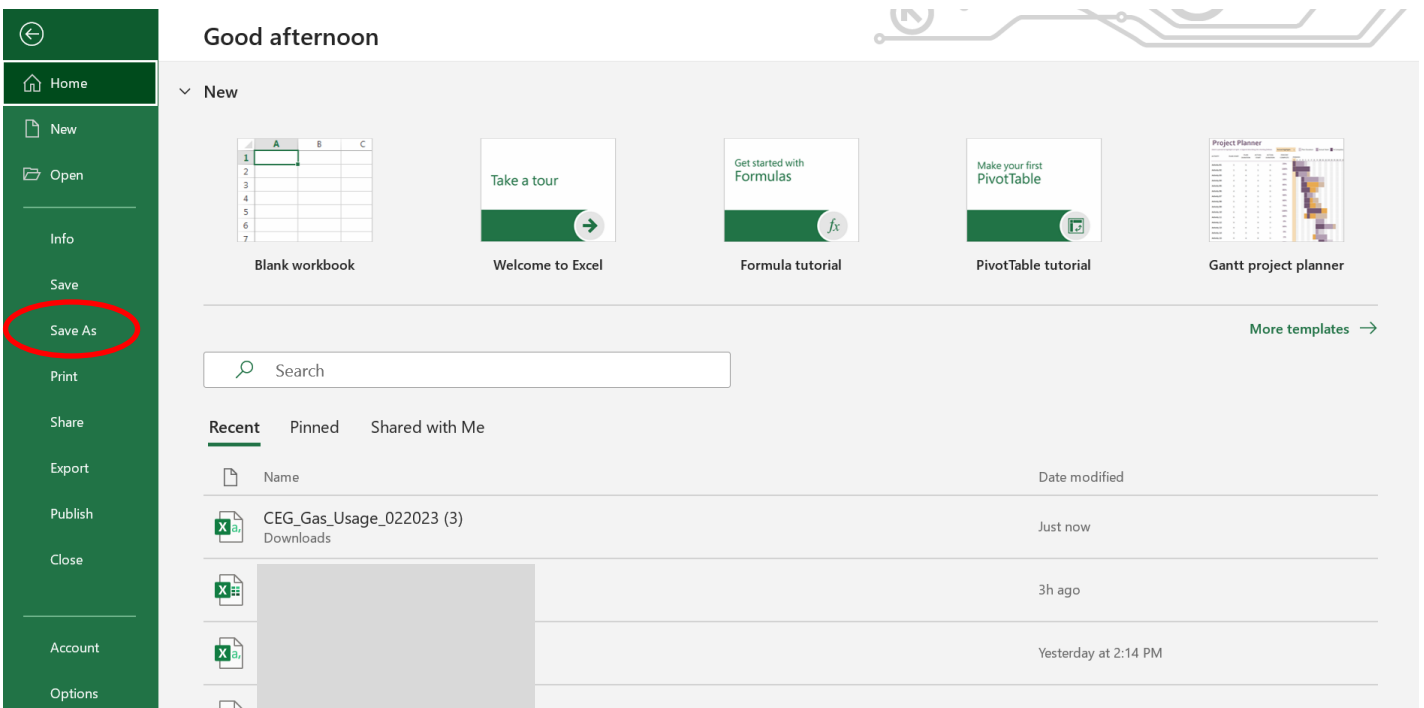 Good afternoon
Home
New
Open
Info
Save
Save As
Print
Share
Export
Publish
Close
Account
Options
New
A B C
1
2
3
4
5
6
7
Blank workbook
Take a tour
Welcome to Excel
Get started with
Formulas
fx
Formula tutorial
Make your first
PivotTable
PivotTable tutorial
Project Planner
Gantt project planner
More templates
Search
Recent Pinned Shared with Me
Name Date modified
CEG_Gas_Usage_022023 (3)
Downloads
Just now
3h ago
Yesterday at 2:14 PM